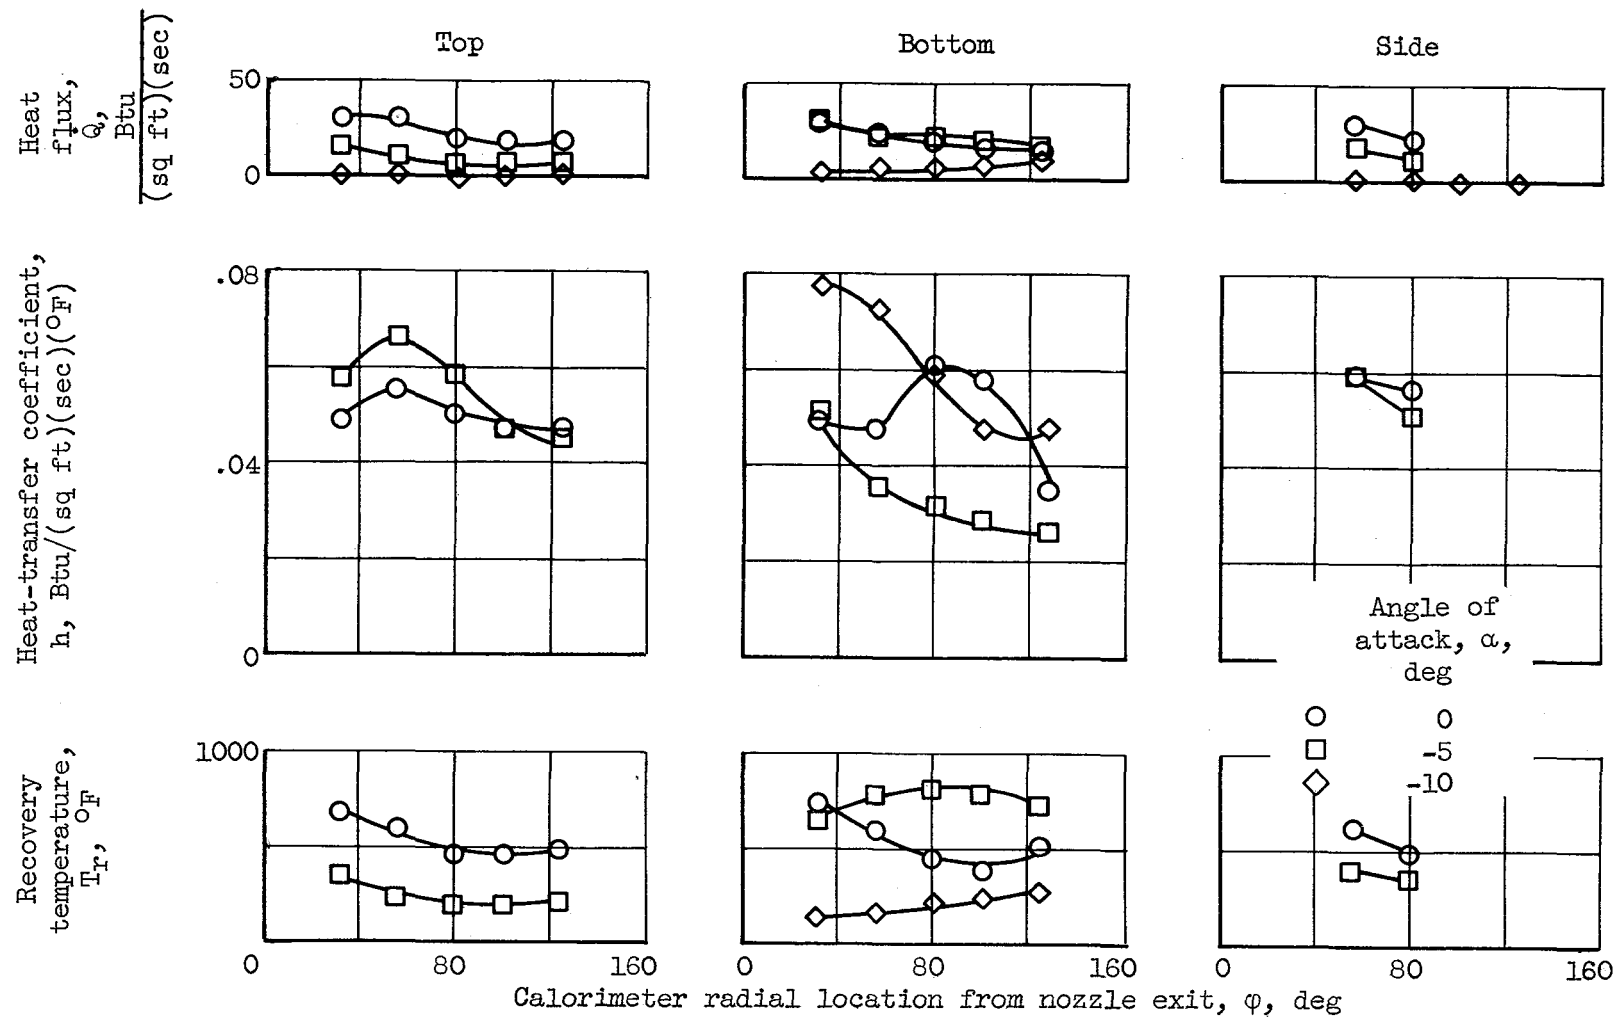 Top
Bottom
Side
Heat
flux,
Q,
Btu
(sq ft)(sec)
50
0
Heat-transfer coefficient,
h, Btu/(sq ft)(sec)(°F)
.08
.04
0
Angle of
attack, α,
deg
0
-5
-10
Recovery
temperature,
Tr, °F
1000
0
80
160
0
80
160
0
80
160
Calorimeter radial location from nozzle exit, φ, deg